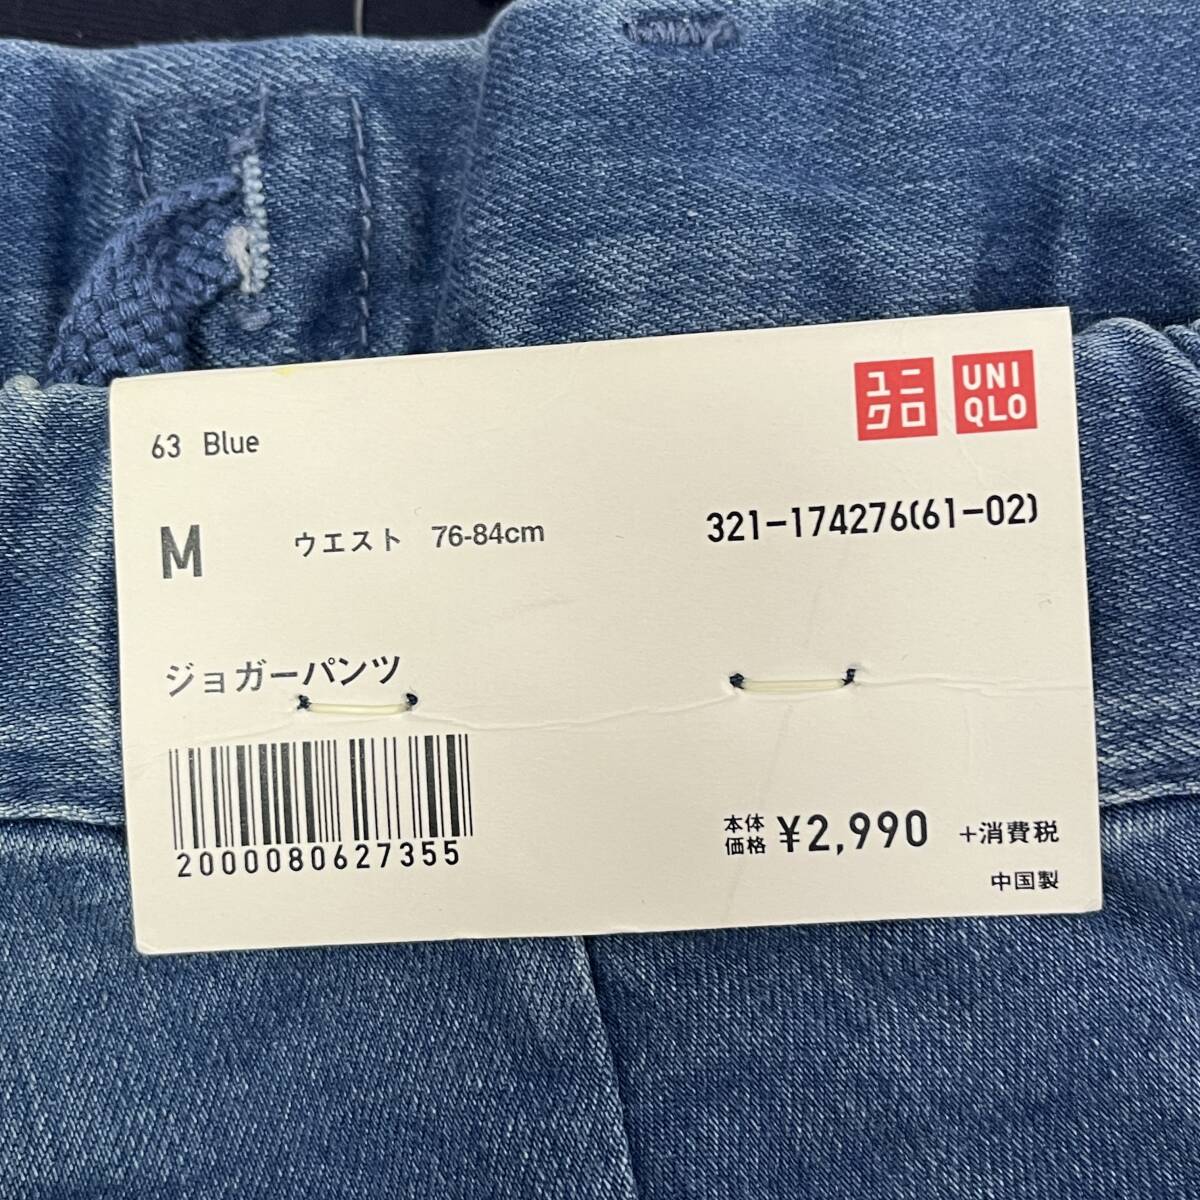 ユニ
クロ
UNI
QLO
63 Blue
M ウエスト 76-84cm
321-174276(61-02)
ジョガーパンツ
2000080627355
本体
価格
¥2,990 +消費税
中国製